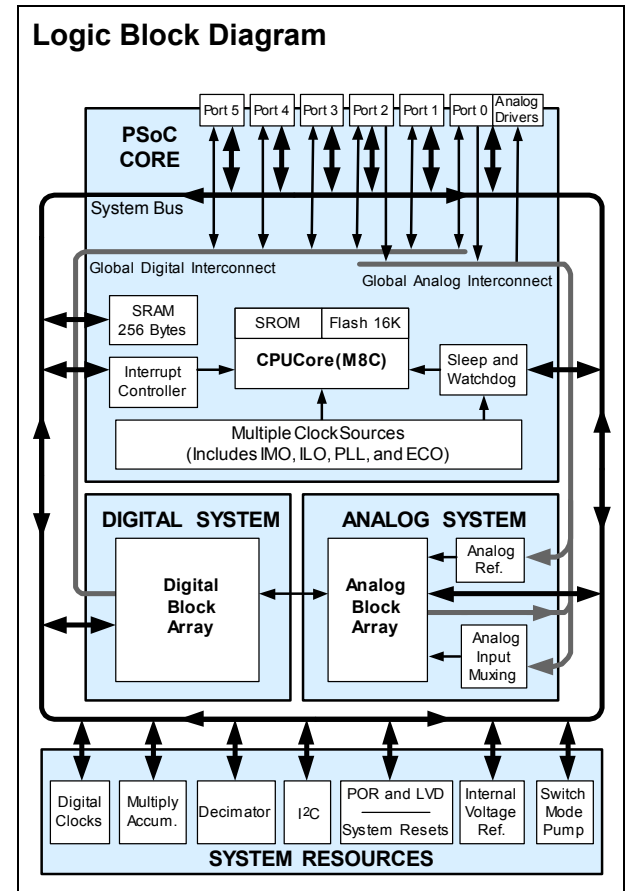 Logic Block Diagram
Port 5
Port 4
Port 3
Port 2
Port 1
Port 0
Analog
Drivers
PSoC
CORE
System Bus
Global Digital Interconnect
Global Analog Interconnect
SRAM
256 Bytes
SROM
Flash 16K
CPUCore(M8C)
Interrupt
Controller
Sleep and
Watchdog
Multiple ClockSources
(Includes IMO, ILO, PLL, and ECO)
DIGITAL SYSTEM
ANALOG SYSTEM
Digital
Block
Array
Analog
Block
Array
Analog
Ref.
Analog
Input
Muxing
Digital
Clocks
Multiply
Accum.
Decimator
I²C
POR and LVD
System Resets
Internal
Voltage
Ref.
Switch
Mode
Pump
SYSTEM RESOURCES